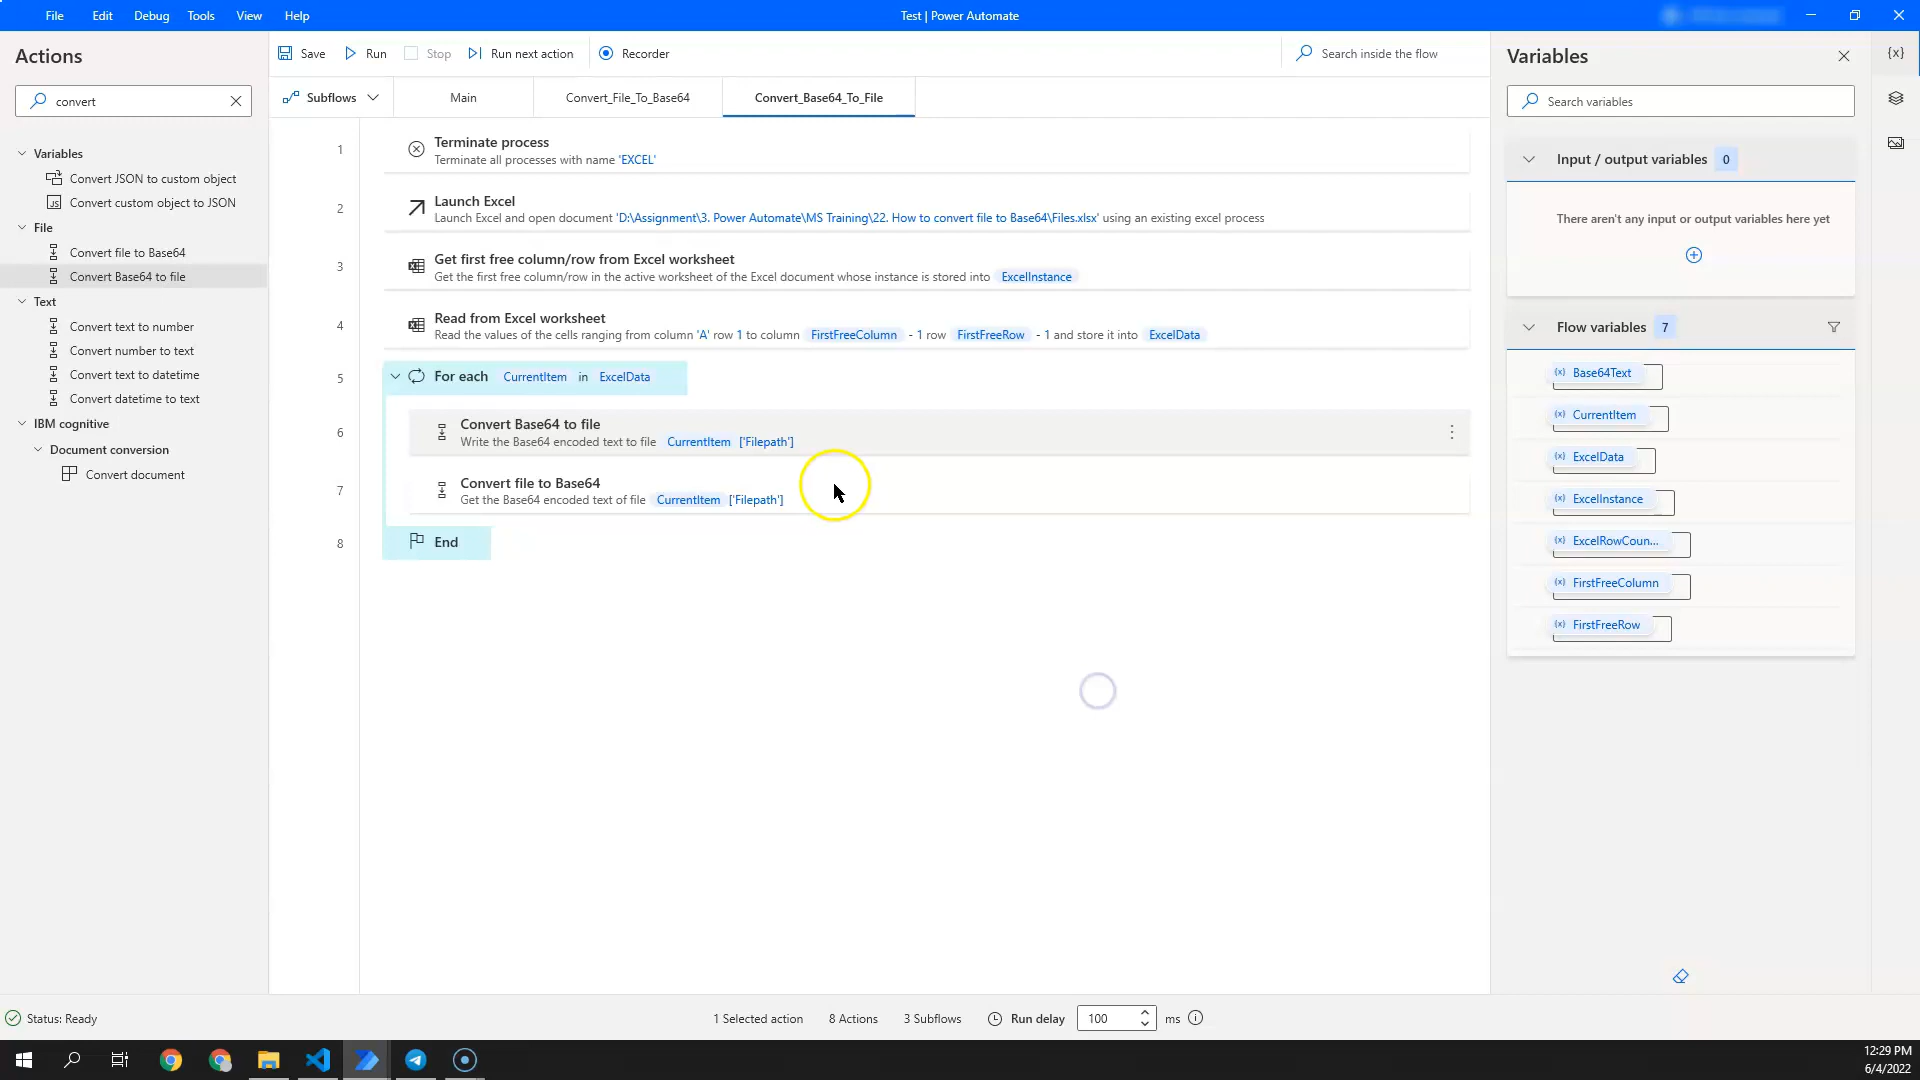 File Edit Debug Tools View Help
Test | Power Automate
Actions
convert
Variables
Convert JSON to custom object
Convert custom object to JSON
File
Convert file to Base64
Convert Base64 to file
Text
Convert text to number
Convert number to text
Convert text to datetime
Convert datetime to text
IBM cognitive
Document conversion
Convert document
Save Run Stop Run next action Recorder
Search inside the flow
Subflows Main Convert_File_To_Base64 Convert_Base64_To_File
1 Terminate process
Terminate all processes with name 'EXCEL'
2 Launch Excel
Launch Excel and open document 'D:\Assignment\3. Power Automate\MS Training\22. How to convert file to Base64\Files.xlsx' using an existing excel process
3 Get first free column/row from Excel worksheet
Get the first free column/row in the active worksheet of the Excel document whose instance is stored into ExcelInstance
4 Read from Excel worksheet
Read the values of the cells ranging from column 'A' row 1 to column FirstFreeColumn - 1 row FirstFreeRow - 1 and store it into ExcelData
5 For each CurrentItem in ExcelData
6 Convert Base64 to file
Write the Base64 encoded text to file CurrentItem ['Filepath']
7 Convert file to Base64
Get the Base64 encoded text of file CurrentItem ['Filepath']
8 End
Variables
{x}
Search variables
Input / output variables 0
There aren't any input or output variables here yet
Flow variables 7
(x) Base64Text
(x) CurrentItem
(x) ExcelData
(x) ExcelInstance
(x) ExcelRowCoun...
(x) FirstFreeColumn
(x) FirstFreeRow
Status: Ready
1 Selected action 8 Actions 3 Subflows Run delay 100 ms
12:29 PM
6/4/2022